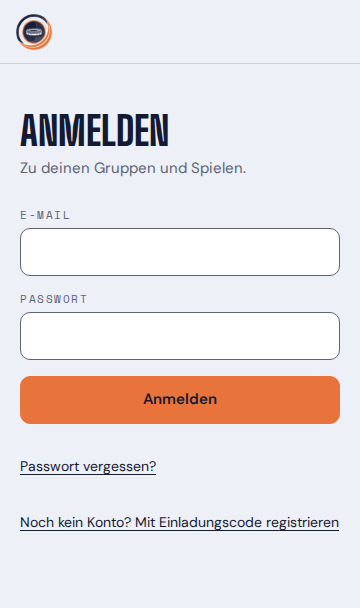 ANMELDEN
Zu deinen Gruppen und Spielen.
E-MAIL
PASSWORT
Anmelden
Passwort vergessen?
Noch kein Konto? Mit Einladungscode registrieren